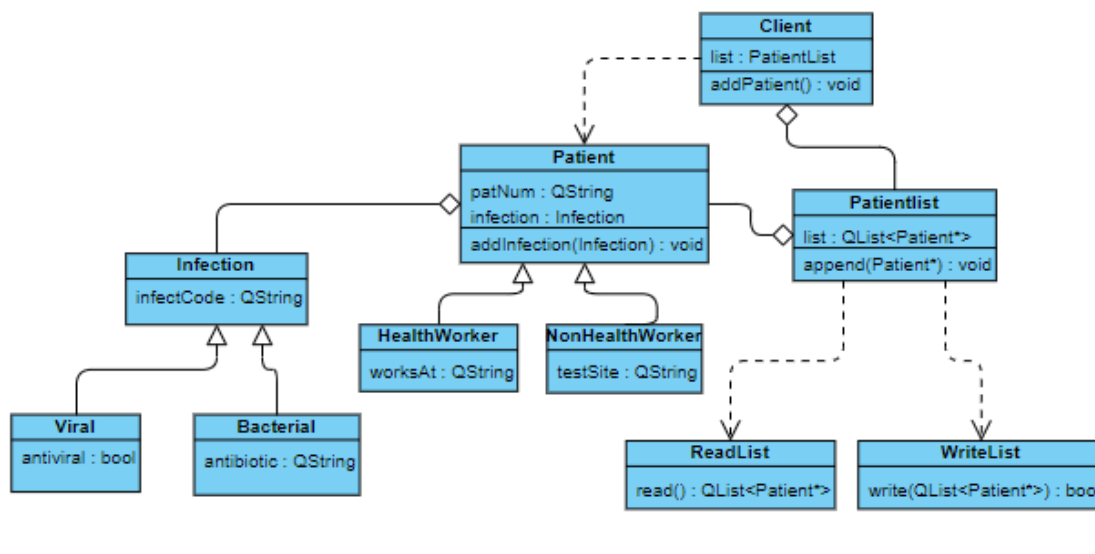 Client
list : PatientList
addPatient() : void
Patient
patNum : QString
infection : Infection
addInfection(Infection) : void
Patientlist
list : QList<Patient*>
append(Patient*) : void
Infection
infectCode : QString
HealthWorker
worksAt : QString
NonHealthWorker
testSite : QString
Viral
antiviral : bool
Bacterial
antibiotic : QString
ReadList
read() : QList<Patient*>
WriteList
write(QList<Patient*>) : boo